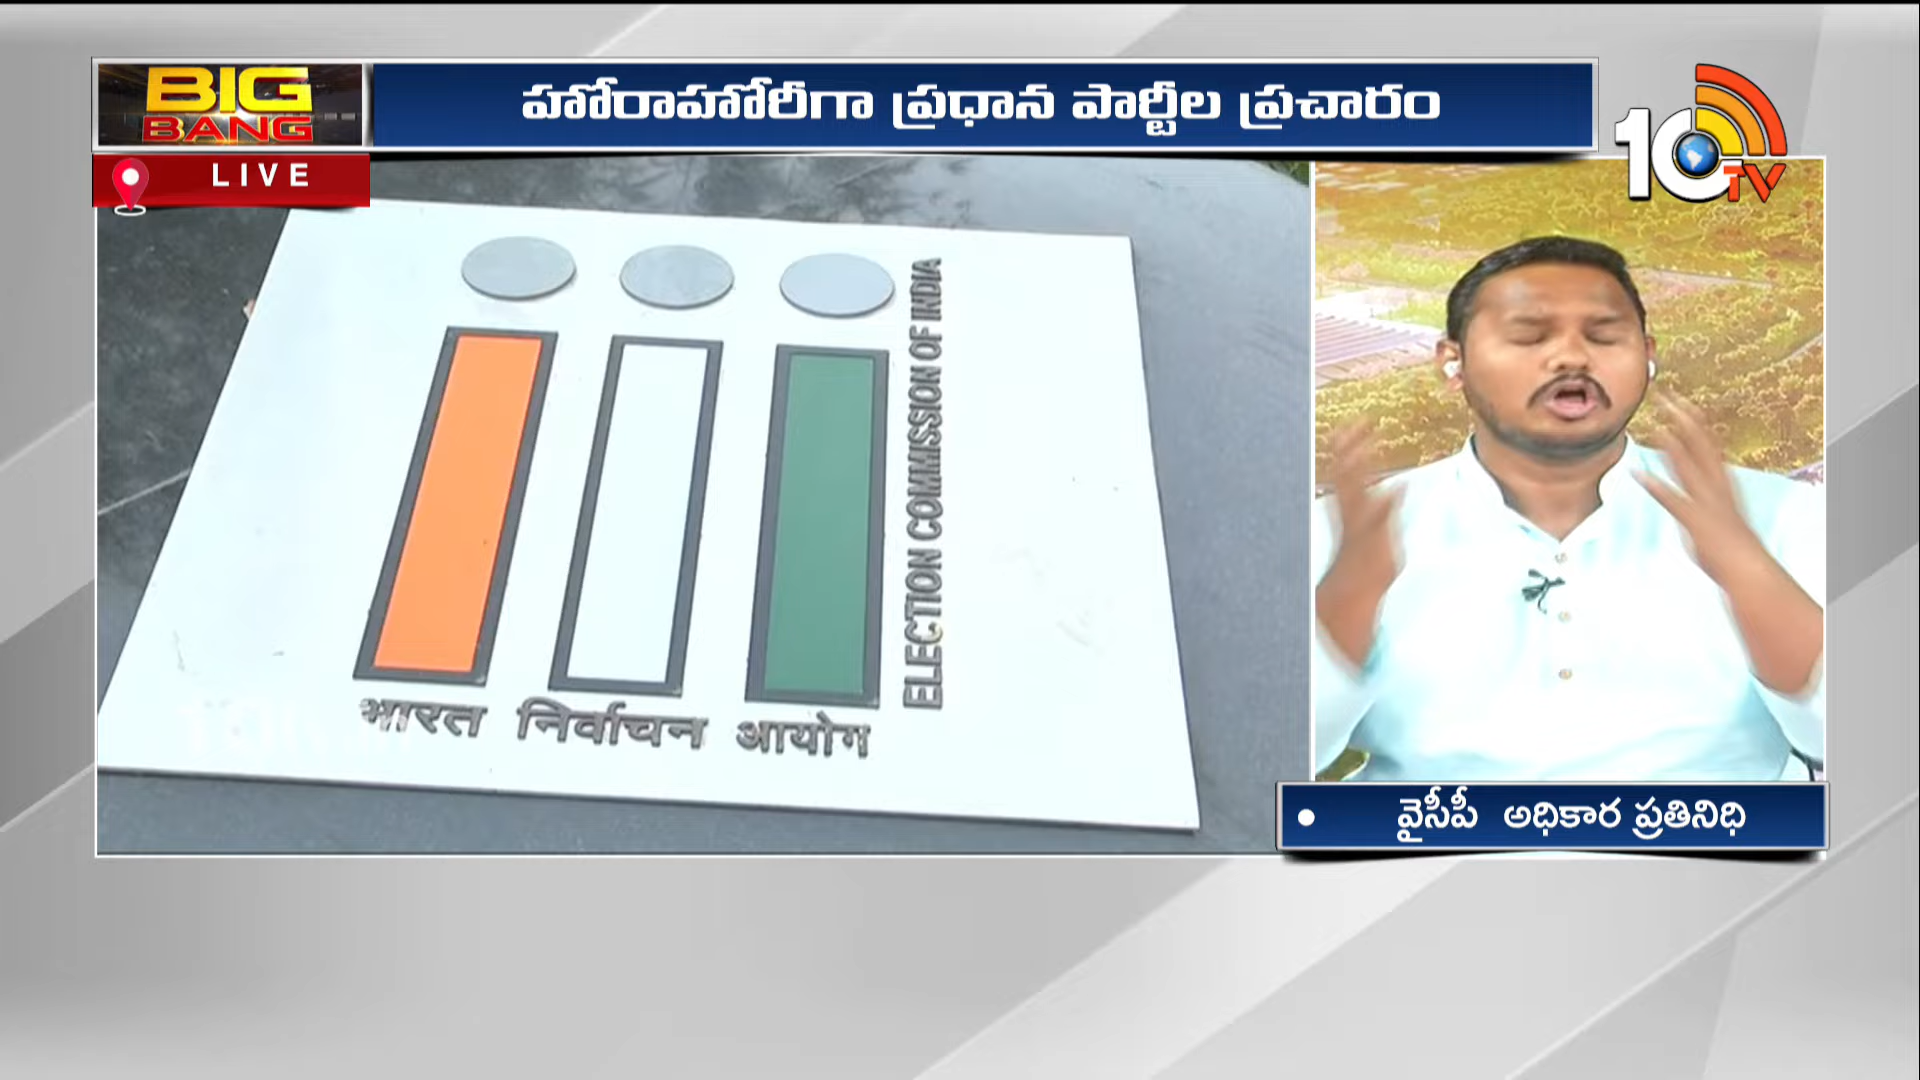 BIG
BANG
హోరాహోరీగా ప్రధాన పార్టీల ప్రచారం
10
TV
LIVE
ELECTION COMMISSION OF INDIA
भारत निर्वाचन आयोग
వైసీపీ అధికార ప్రతినిధి